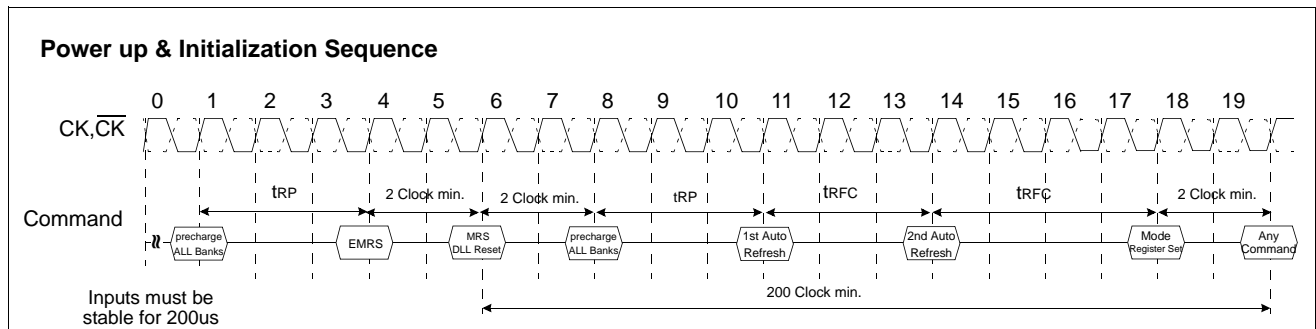 Power up & Initialization Sequence
0 1 2 3 4 5 6 7 8 9 10 11 12 13 14 15 16 17 18 19
CK,C̅K̅
tRP 2 Clock min. 2 Clock min. tRP tRFC tRFC 2 Clock min.
Command
precharge
ALL Banks
EMRS
MRS
DLL Reset
precharge
ALL Banks
1st Auto
Refresh
2nd Auto
Refresh
Mode
Register Set
Any
Command
200 Clock min.
Inputs must be
stable for 200us